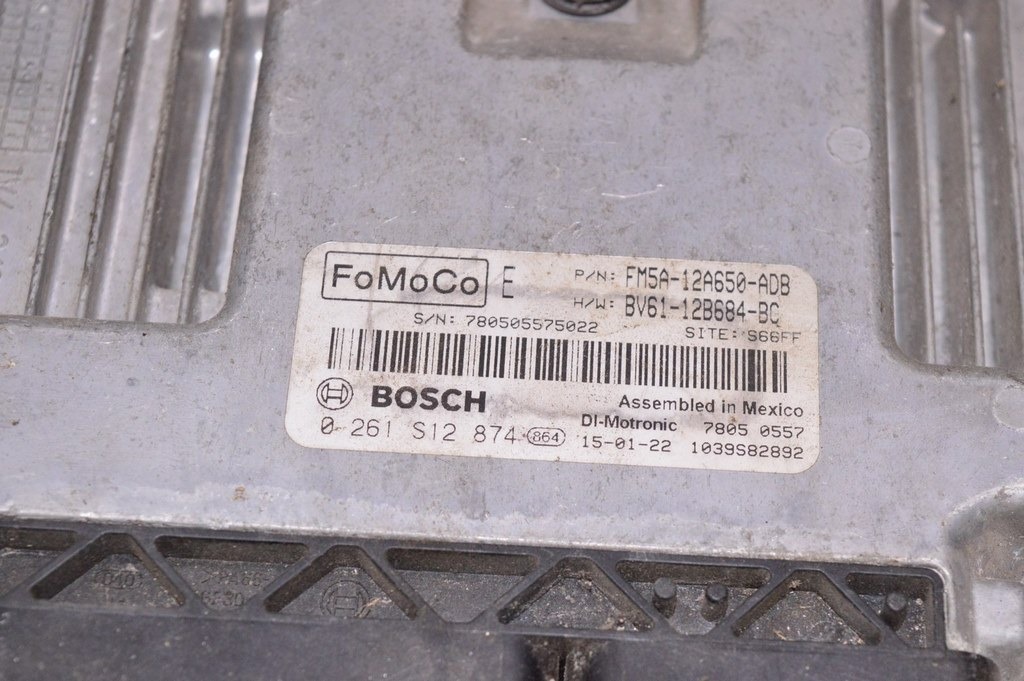 FoMoCo E P/N: FM5A-12A650-ADB
H/W: BV61-12B684-BC
S/N: 780505575022 SITE: S66FF
BOSCH Assembled in Mexico
DI-Motronic 7805 0557
0 261 S12 874 864 15-01-22 1039S82892